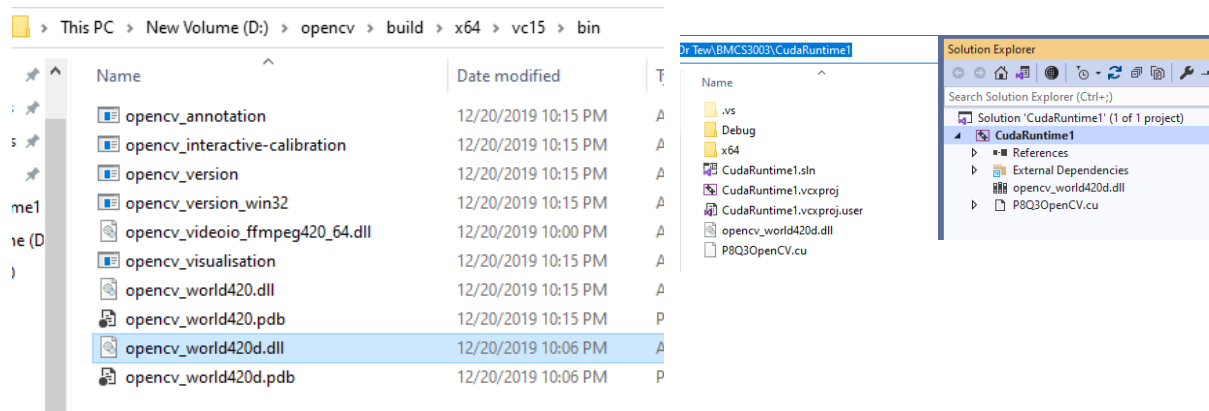 This PC > New Volume (D:) > opencv > build > x64 > vc15 > bin
Name Date modified
opencv_annotation 12/20/2019 10:15 PM A
opencv_interactive-calibration 12/20/2019 10:15 PM A
opencv_version 12/20/2019 10:15 PM A
opencv_version_win32 12/20/2019 10:15 PM A
opencv_videoio_ffmpeg420_64.dll 12/20/2019 10:00 PM A
opencv_visualisation 12/20/2019 10:15 PM A
opencv_world420.dll 12/20/2019 10:15 PM A
opencv_world420.pdb 12/20/2019 10:15 PM P
opencv_world420d.dll 12/20/2019 10:06 PM A
opencv_world420d.pdb 12/20/2019 10:06 PM P
me1
ne (D
Dr Tew\BMCS3003\CudaRuntime1
Name
.vs
Debug
x64
CudaRuntime1.sln
CudaRuntime1.vcxproj
CudaRuntime1.vcxproj.user
opencv_world420d.dll
P8Q3OpenCV.cu
Solution Explorer
Search Solution Explorer (Ctrl+;)
Solution 'CudaRuntime1' (1 of 1 project)
CudaRuntime1
References
External Dependencies
opencv_world420d.dll
P8Q3OpenCV.cu